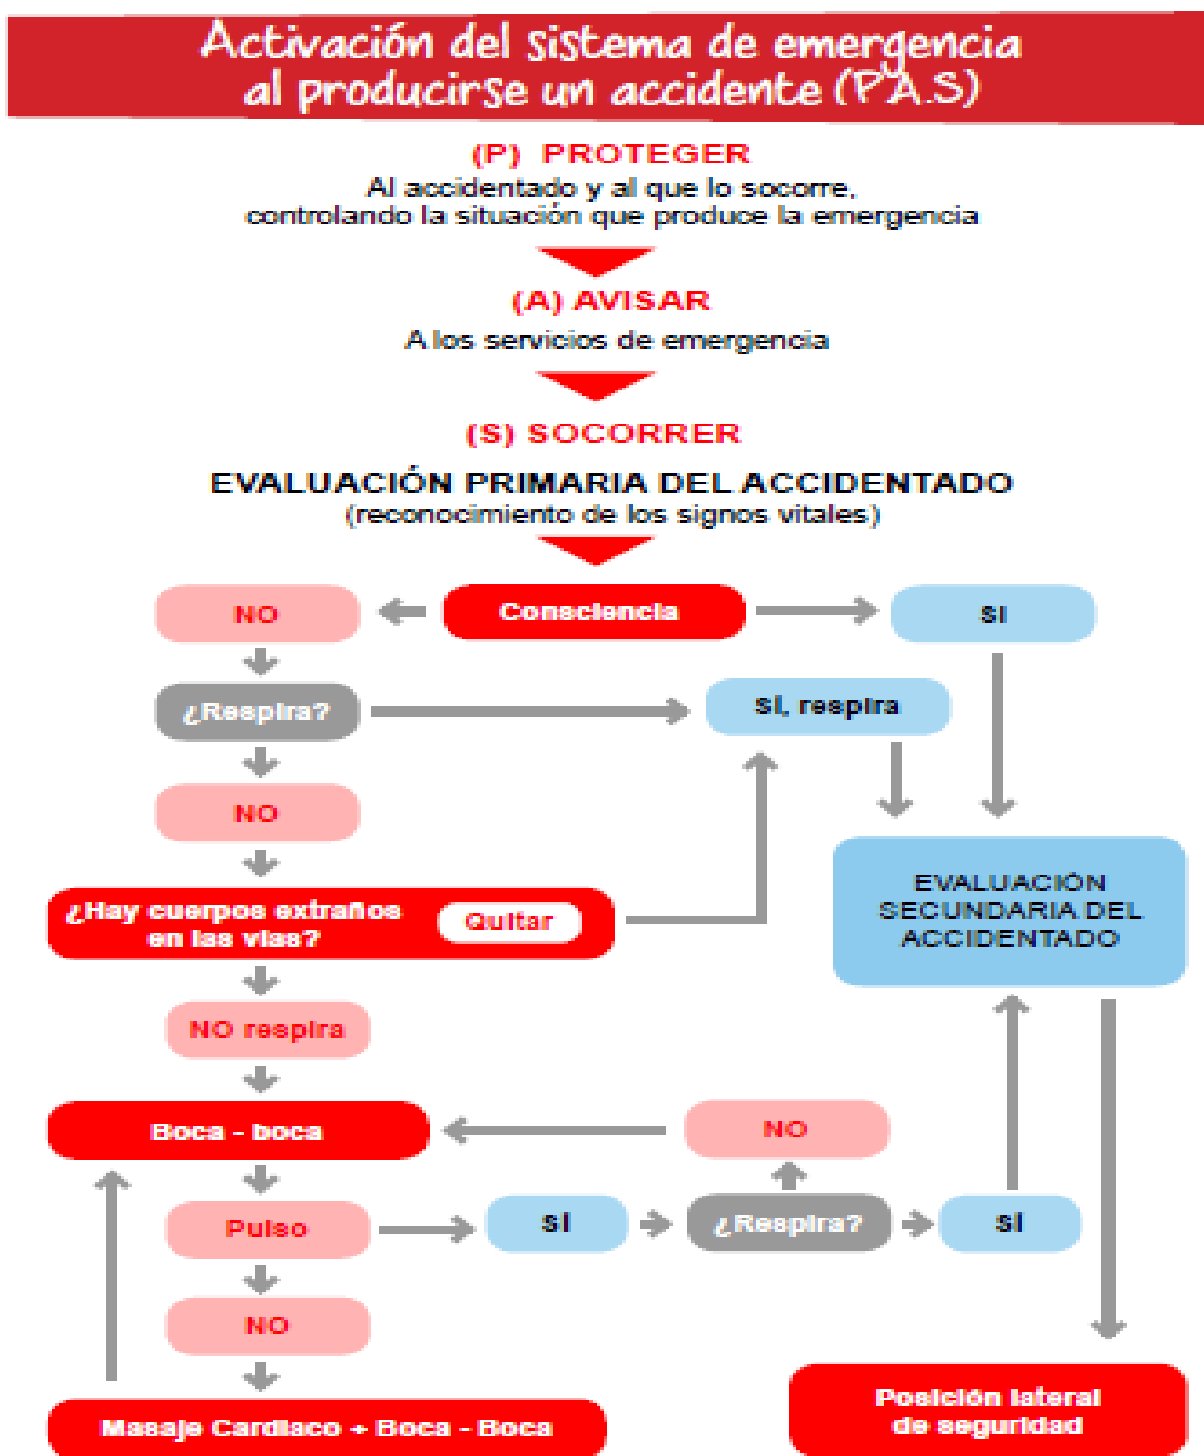 Activación del sistema de emergencia
al producirse un accidente (P.A.S)
(P) PROTEGER
Al accidentado y al que lo socorre,
controlando la situación que produce la emergencia
(A) AVISAR
A los servicios de emergencia
(S) SOCORRER
EVALUACIÓN PRIMARIA DEL ACCIDENTADO
(reconocimiento de los signos vitales)
NO
Consciencia
SI
¿Respira?
SÍ, respira
NO
¿Hay cuerpos extraños
en las vías?
Quitar
EVALUACIÓN
SECUNDARIA DEL
ACCIDENTADO
NO respira
Boca - boca
NO
Pulso
SÍ
¿Respira?
SÍ
NO
Masaje Cardiaco + Boca - Boca
Posición lateral
de seguridad